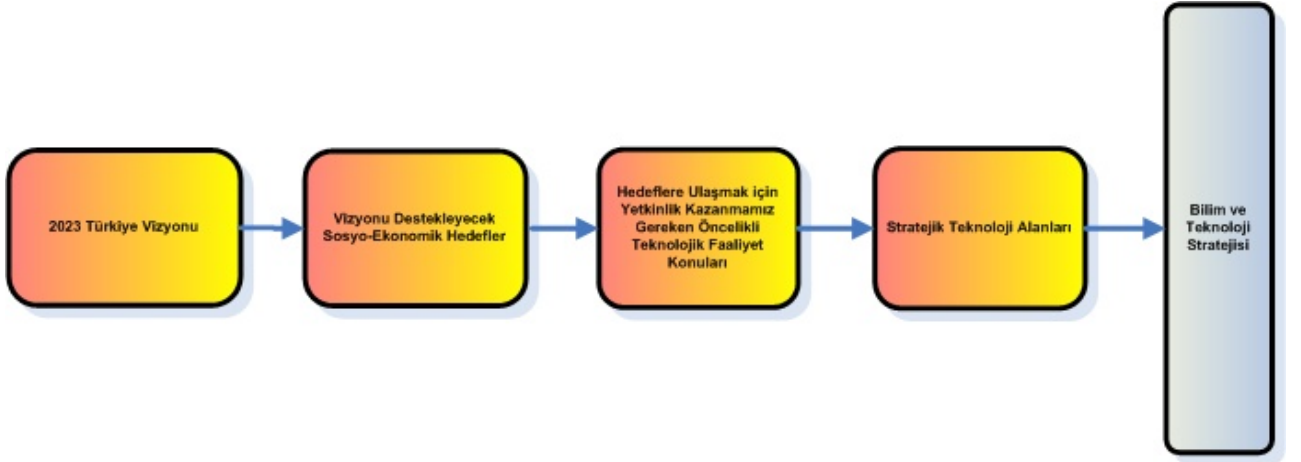 2023 Türkiye Vizyonu
Vizyonu Destekleyecek
Sosyo-Ekonomik Hedefler
Hedeflere Ulaşmak için
Yetkinlik Kazanmamız
Gereken Öncelikli
Teknolojik Faaliyet
Konuları
Stratejik Teknoloji Alanları
Bilim ve
Teknoloji
Stratejisi